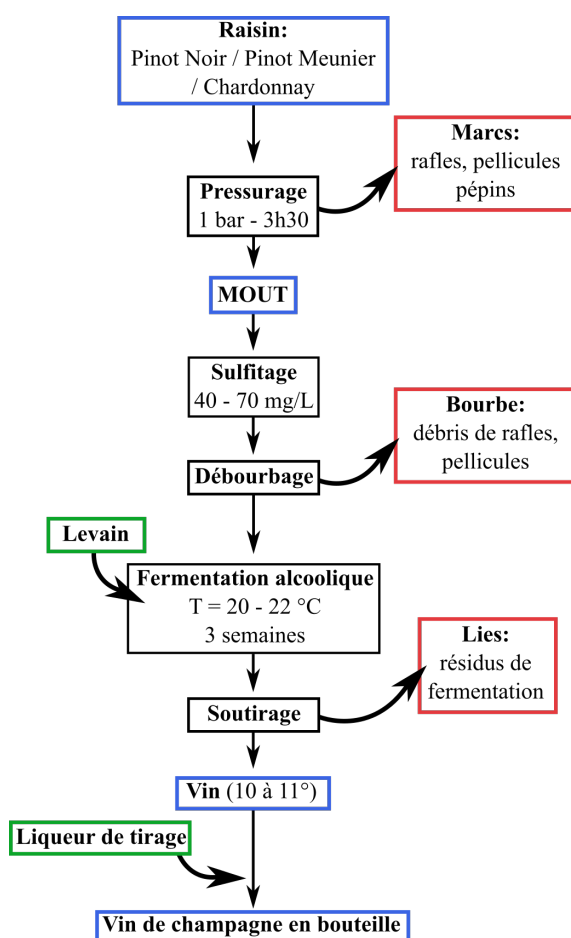 Raisin:
Pinot Noir / Pinot Meunier
/ Chardonnay
Marcs:
rafles, pellicules
pépins
Pressurage
1 bar - 3h30
MOUT
Sulfitage
40 - 70 mg/L
Bourbe:
débris de rafles,
pellicules
Débourbage
Levain
Fermentation alcoolique
T = 20 - 22 °C
3 semaines
Lies:
résidus de
fermentation
Soutirage
Vin (10 à 11°)
Liqueur de tirage
Vin de champagne en bouteille